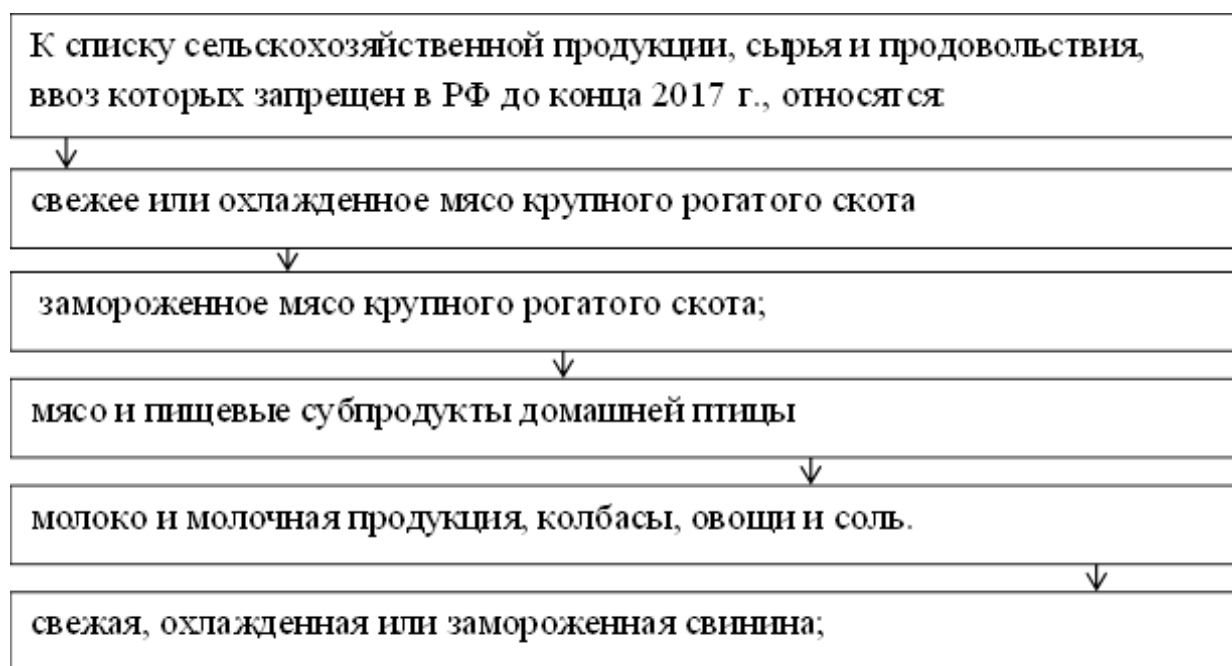 К списку сельскохозяйственной продукции, сырья и продовольствия,
ввоз которых запрещен в РФ до конца 2017 г., относятся:
свежее или охлажденное мясо крупного рогатого скота
замороженное мясо крупного рогатого скота;
мясо и пищевые субпродукты домашней птицы
молоко и молочная продукция, колбасы, овощи и соль.
свежая, охлажденная или замороженная свинина;